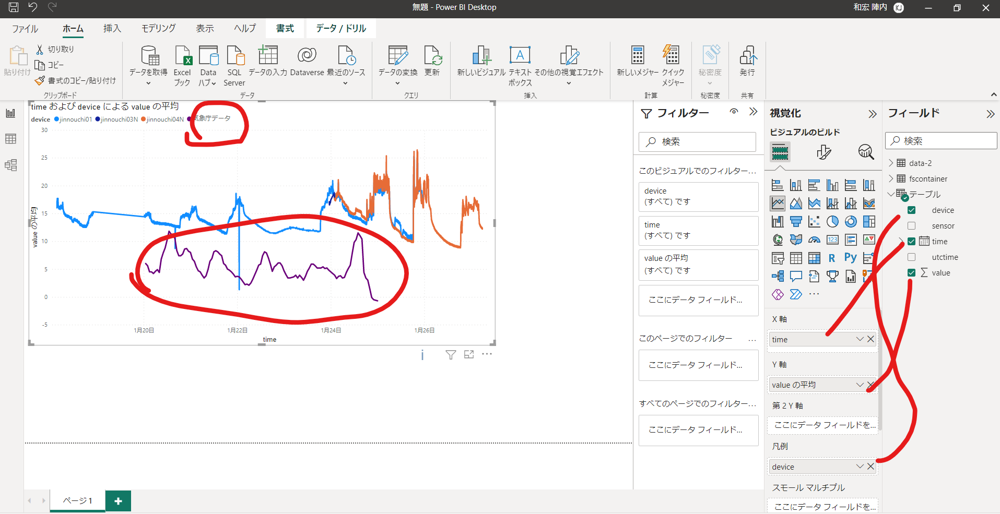 無題 - Power BI Desktop
和宏 陣内
KJ
ファイル
ホーム
挿入
モデリング
表示
ヘルプ
書式
データ / ドリル
貼り付け
切り取り
コピー
書式のコピー/貼り付け
クリップボード
データを取得
Excel
ブック
Data
ハブ
SQL
Server
データの入力
Dataverse
最近のソース
データ
データの変換
更新
クエリ
新しいビジュアル
テキスト
ボックス
その他の視覚エフェクト
挿入
新しいメジャー
クイック
メジャー
計算
秘密度
秘密度
発行
共有
time および device による value の平均
device
jinnouchi01
jinnouchi03N
jinnouchi04N
気象庁データ
30
25
20
15
10
5
0
-5
value の平均
1月20日
1月22日
1月24日
1月26日
time
フィルター
検索
このビジュアルでのフィルター...
device
(すべて) です
time
(すべて) です
value の平均
(すべて) です
ここにデータ フィールド...
このページでのフィルター
...
ここにデータ フィールド...
すべてのページでのフィルター...
ここにデータ フィールド...
視覚化
ビジュアルのビルド
123
R
Py
...
X 軸
time
Y 軸
value の平均
第 2 Y 軸
ここにデータ フィールドを...
凡例
device
スモール マルチプル
ここにデータ フィールドを...
フィールド
検索
data-2
fscontainer
テーブル
device
sensor
time
utctime
value
ページ 1